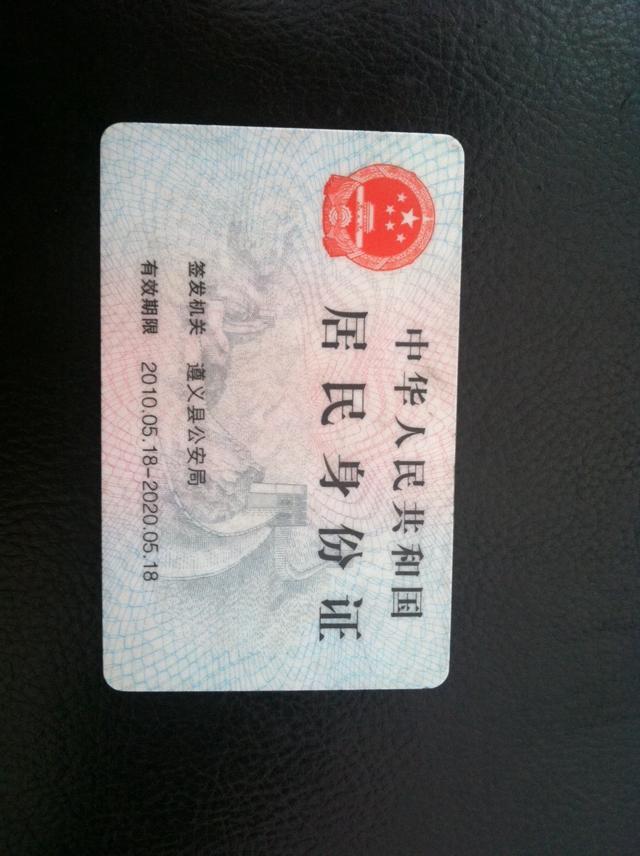 中华人民共和国
居民身份证
签发机关 遵义县公安局
有效期限 2010.05.18-2020.05.18